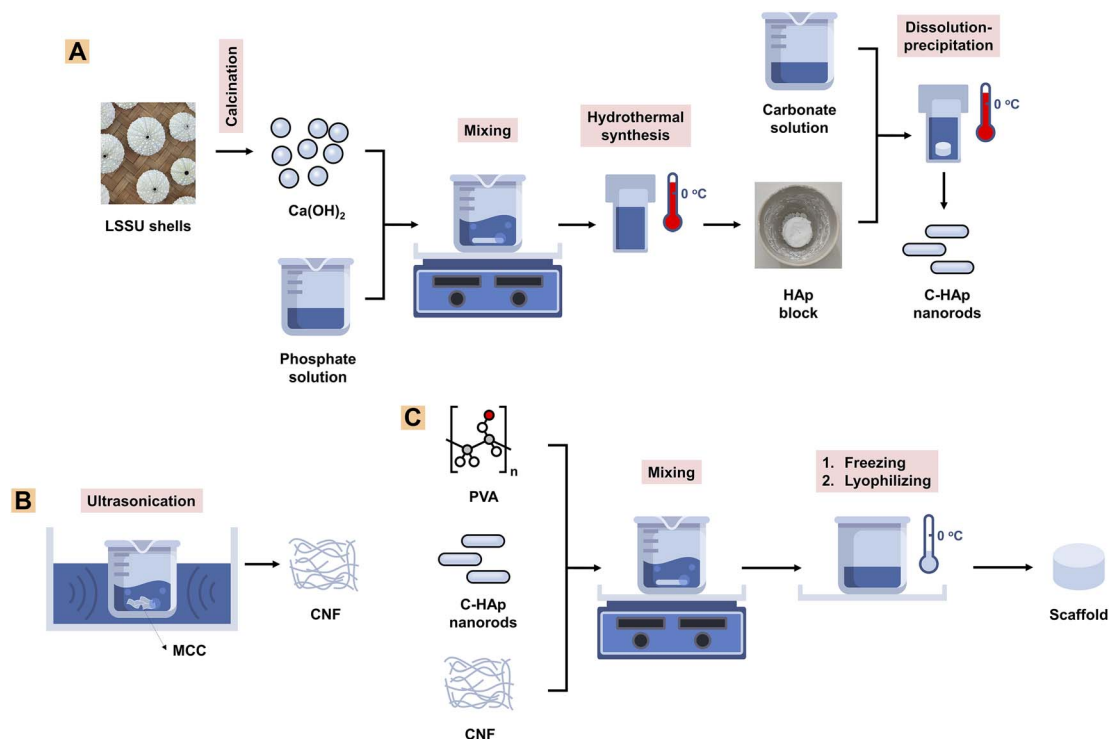 A
Calcination
LSSU shells
Ca(OH)₂
Phosphate
solution
Mixing
Hydrothermal
synthesis
0 °C
HAp
block
Carbonate
solution
Dissolution-
precipitation
0 °C
C-HAp
nanorods
B
Ultrasonication
MCC
CNF
C
n
PVA
C-HAp
nanorods
CNF
Mixing
1. Freezing
2. Lyophilizing
0 °C
Scaffold